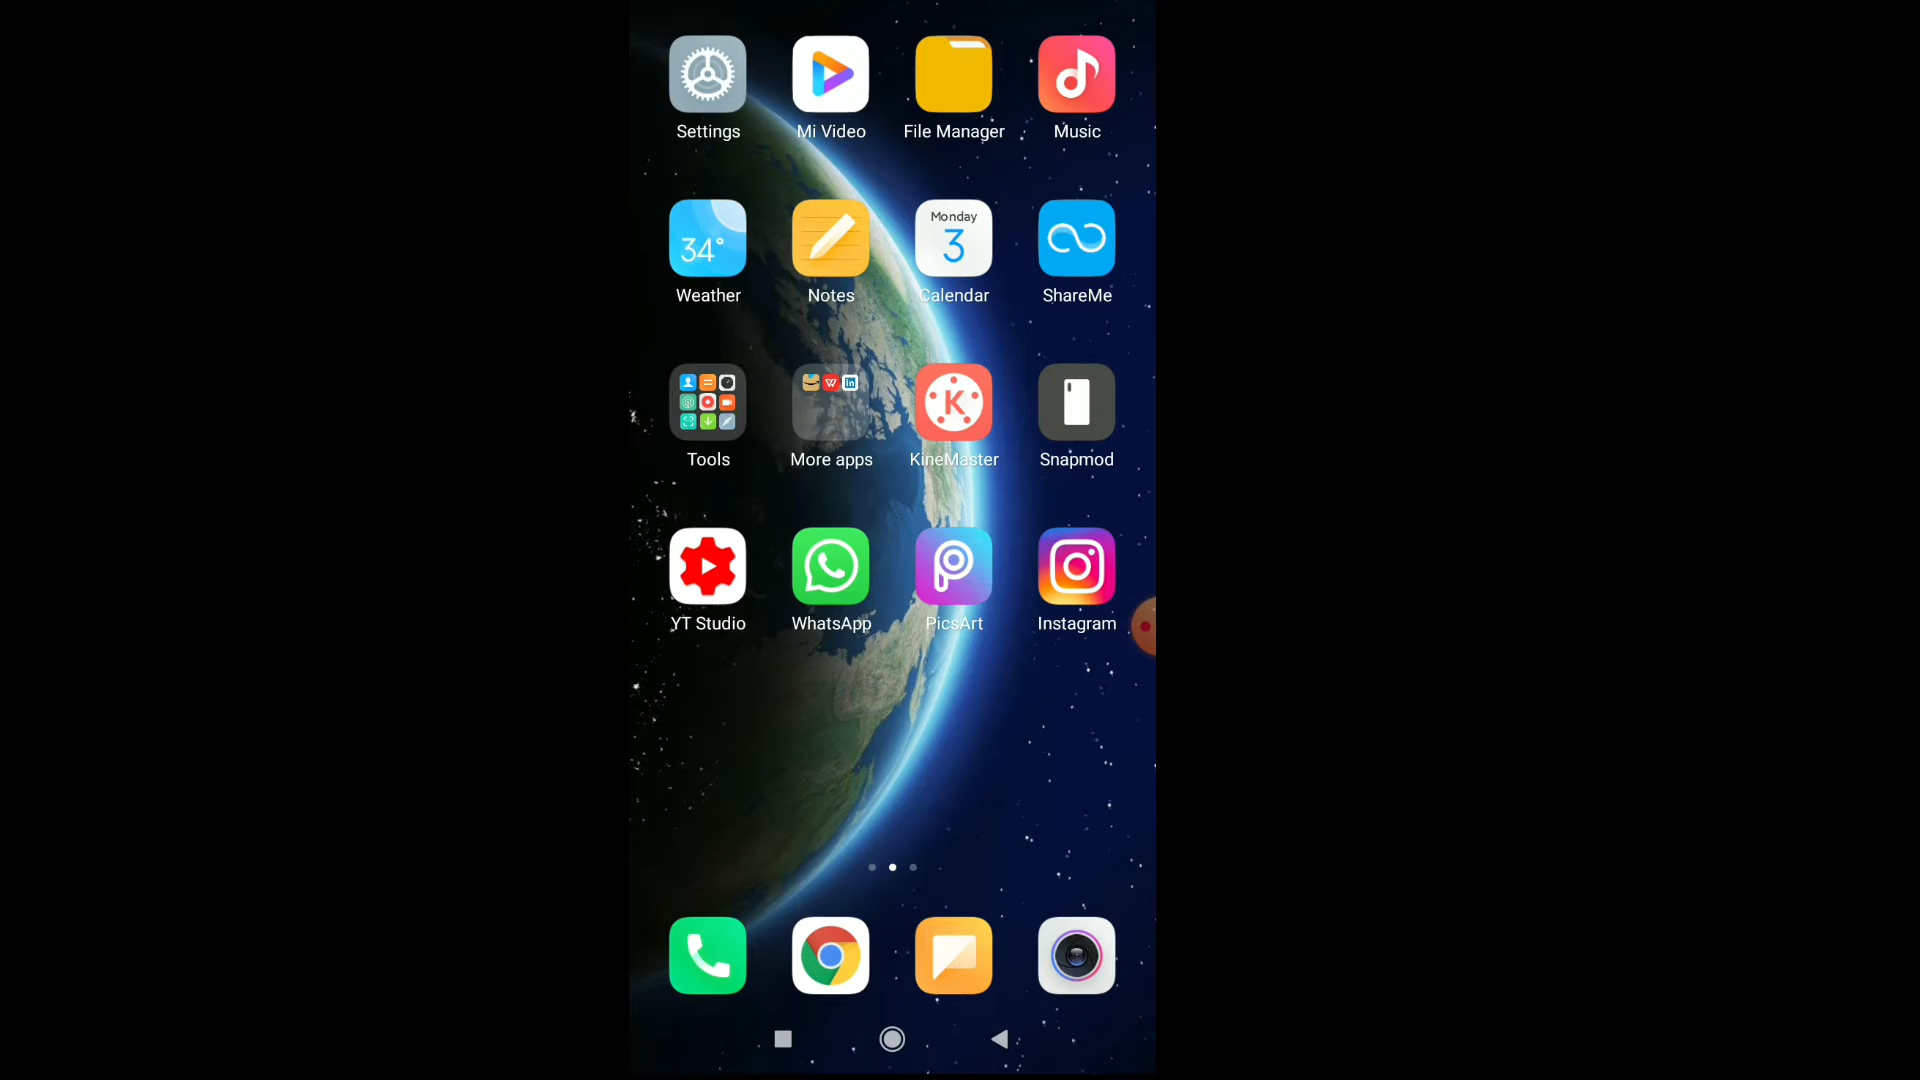 Settings Mi Video File Manager Music
34° Monday 3
Weather Notes Calendar ShareMe
W in K
Tools More apps KineMaster Snapmod
YT Studio WhatsApp PicsArt Instagram